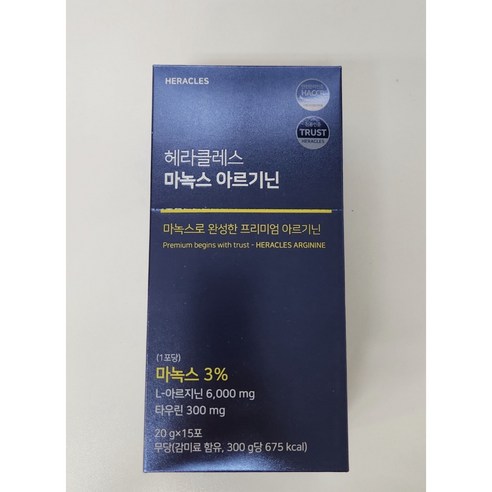 HERACLES
HACCP
TRUST
HERACLES
헤라클레스
마녹스 아르기닌
마녹스로 완성한 프리미엄 아르기닌
Premium begins with trust - HERACLES ARGININE
(1포당)
마녹스 3%
L-아르지닌 6,000 mg
타우린 300 mg
20 g×15포
무당(감미료 함유, 300 g당 675 kcal)